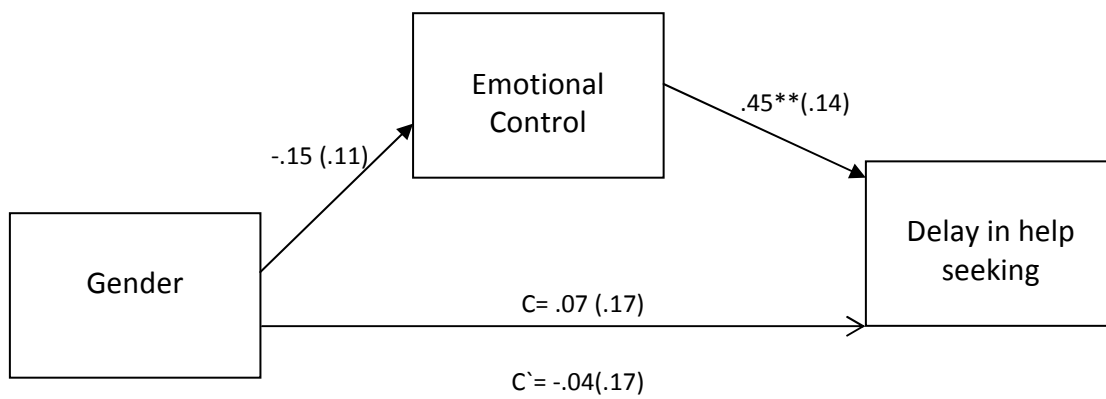 Emotional
Control
-.15 (.11)
.45**(.14)
Gender
Delay in help
seeking
C= .07 (.17)
C`= -.04(.17)